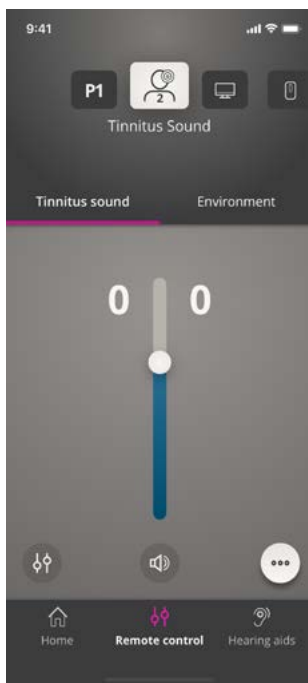 9:41
P1
2
Tinnitus Sound
Tinnitus sound Environment
0 0
Home Remote control Hearing aids